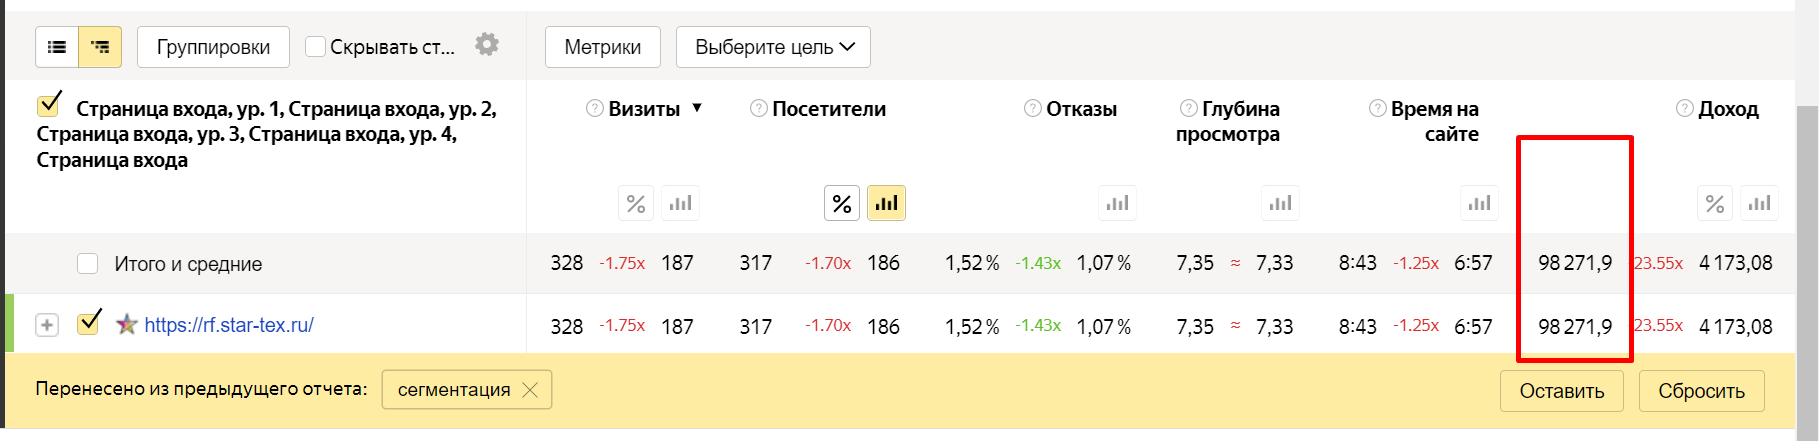 Группировки Скрывать ст... Метрики Выберите цель
Страница входа, ур. 1, Страница входа, ур. 2,
Страница входа, ур. 3, Страница входа, ур. 4,
Страница входа
? Визиты ▼ ? Посетители ? Отказы ? Глубина просмотра ? Время на сайте ? Доход
% % %
Итого и средние 328 -1.75x 187 317 -1.70x 186 1,52 % -1.43x 1,07 % 7,35 ≈ 7,33 8:43 -1.25x 6:57 98 271,9 23.55x 4 173,08
+ https://rf.star-tex.ru/ 328 -1.75x 187 317 -1.70x 186 1,52 % -1.43x 1,07 % 7,35 ≈ 7,33 8:43 -1.25x 6:57 98 271,9 23.55x 4 173,08
Перенесено из предыдущего отчета: сегментация Оставить Сбросить